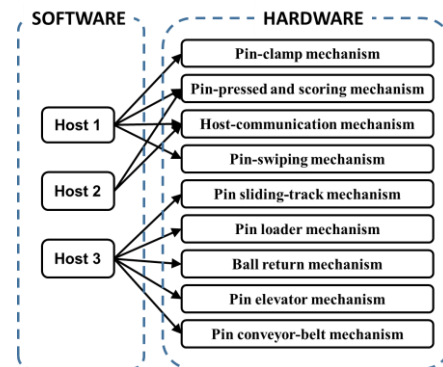 SOFTWARE
HARDWARE
Host 1
Host 2
Host 3
Pin-clamp mechanism
Pin-pressed and scoring mechanism
Host-communication mechanism
Pin-swiping mechanism
Pin sliding-track mechanism
Pin loader mechanism
Ball return mechanism
Pin elevator mechanism
Pin conveyor-belt mechanism